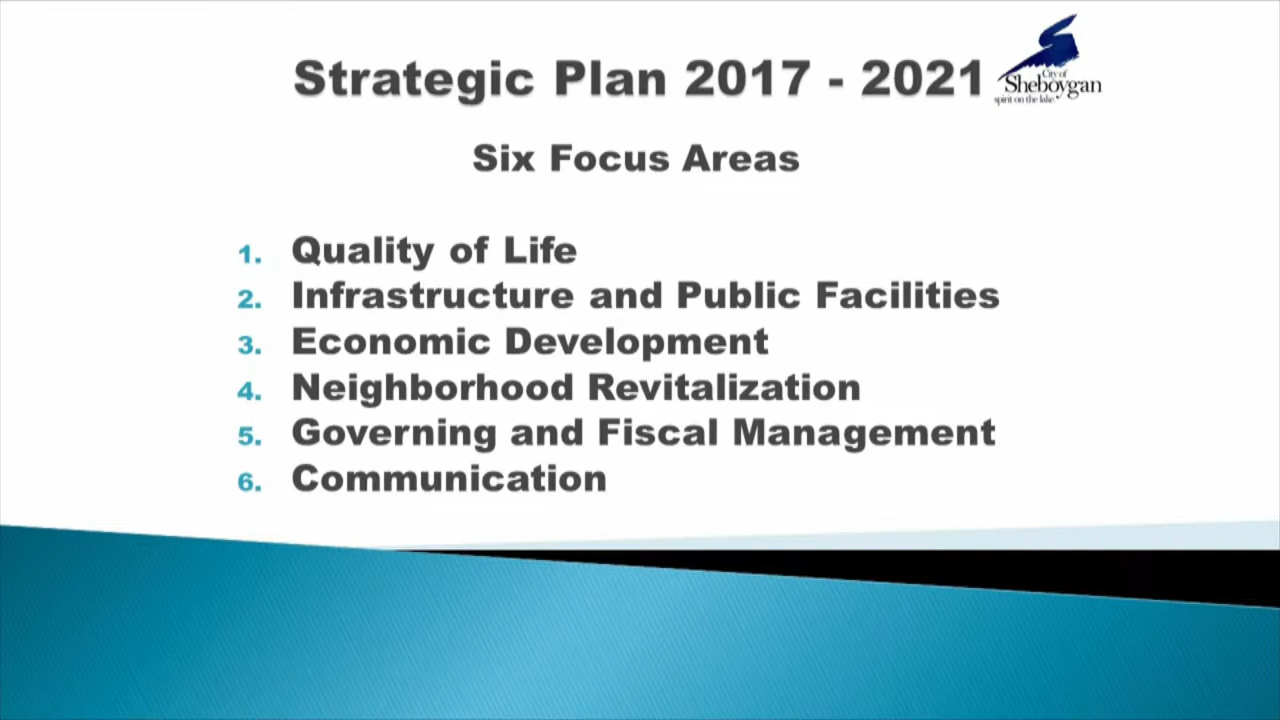 Strategic Plan 2017 - 2021
City of
Sheboygan
spirit on the lake.
Six Focus Areas
1. Quality of Life
2. Infrastructure and Public Facilities
3. Economic Development
4. Neighborhood Revitalization
5. Governing and Fiscal Management
6. Communication